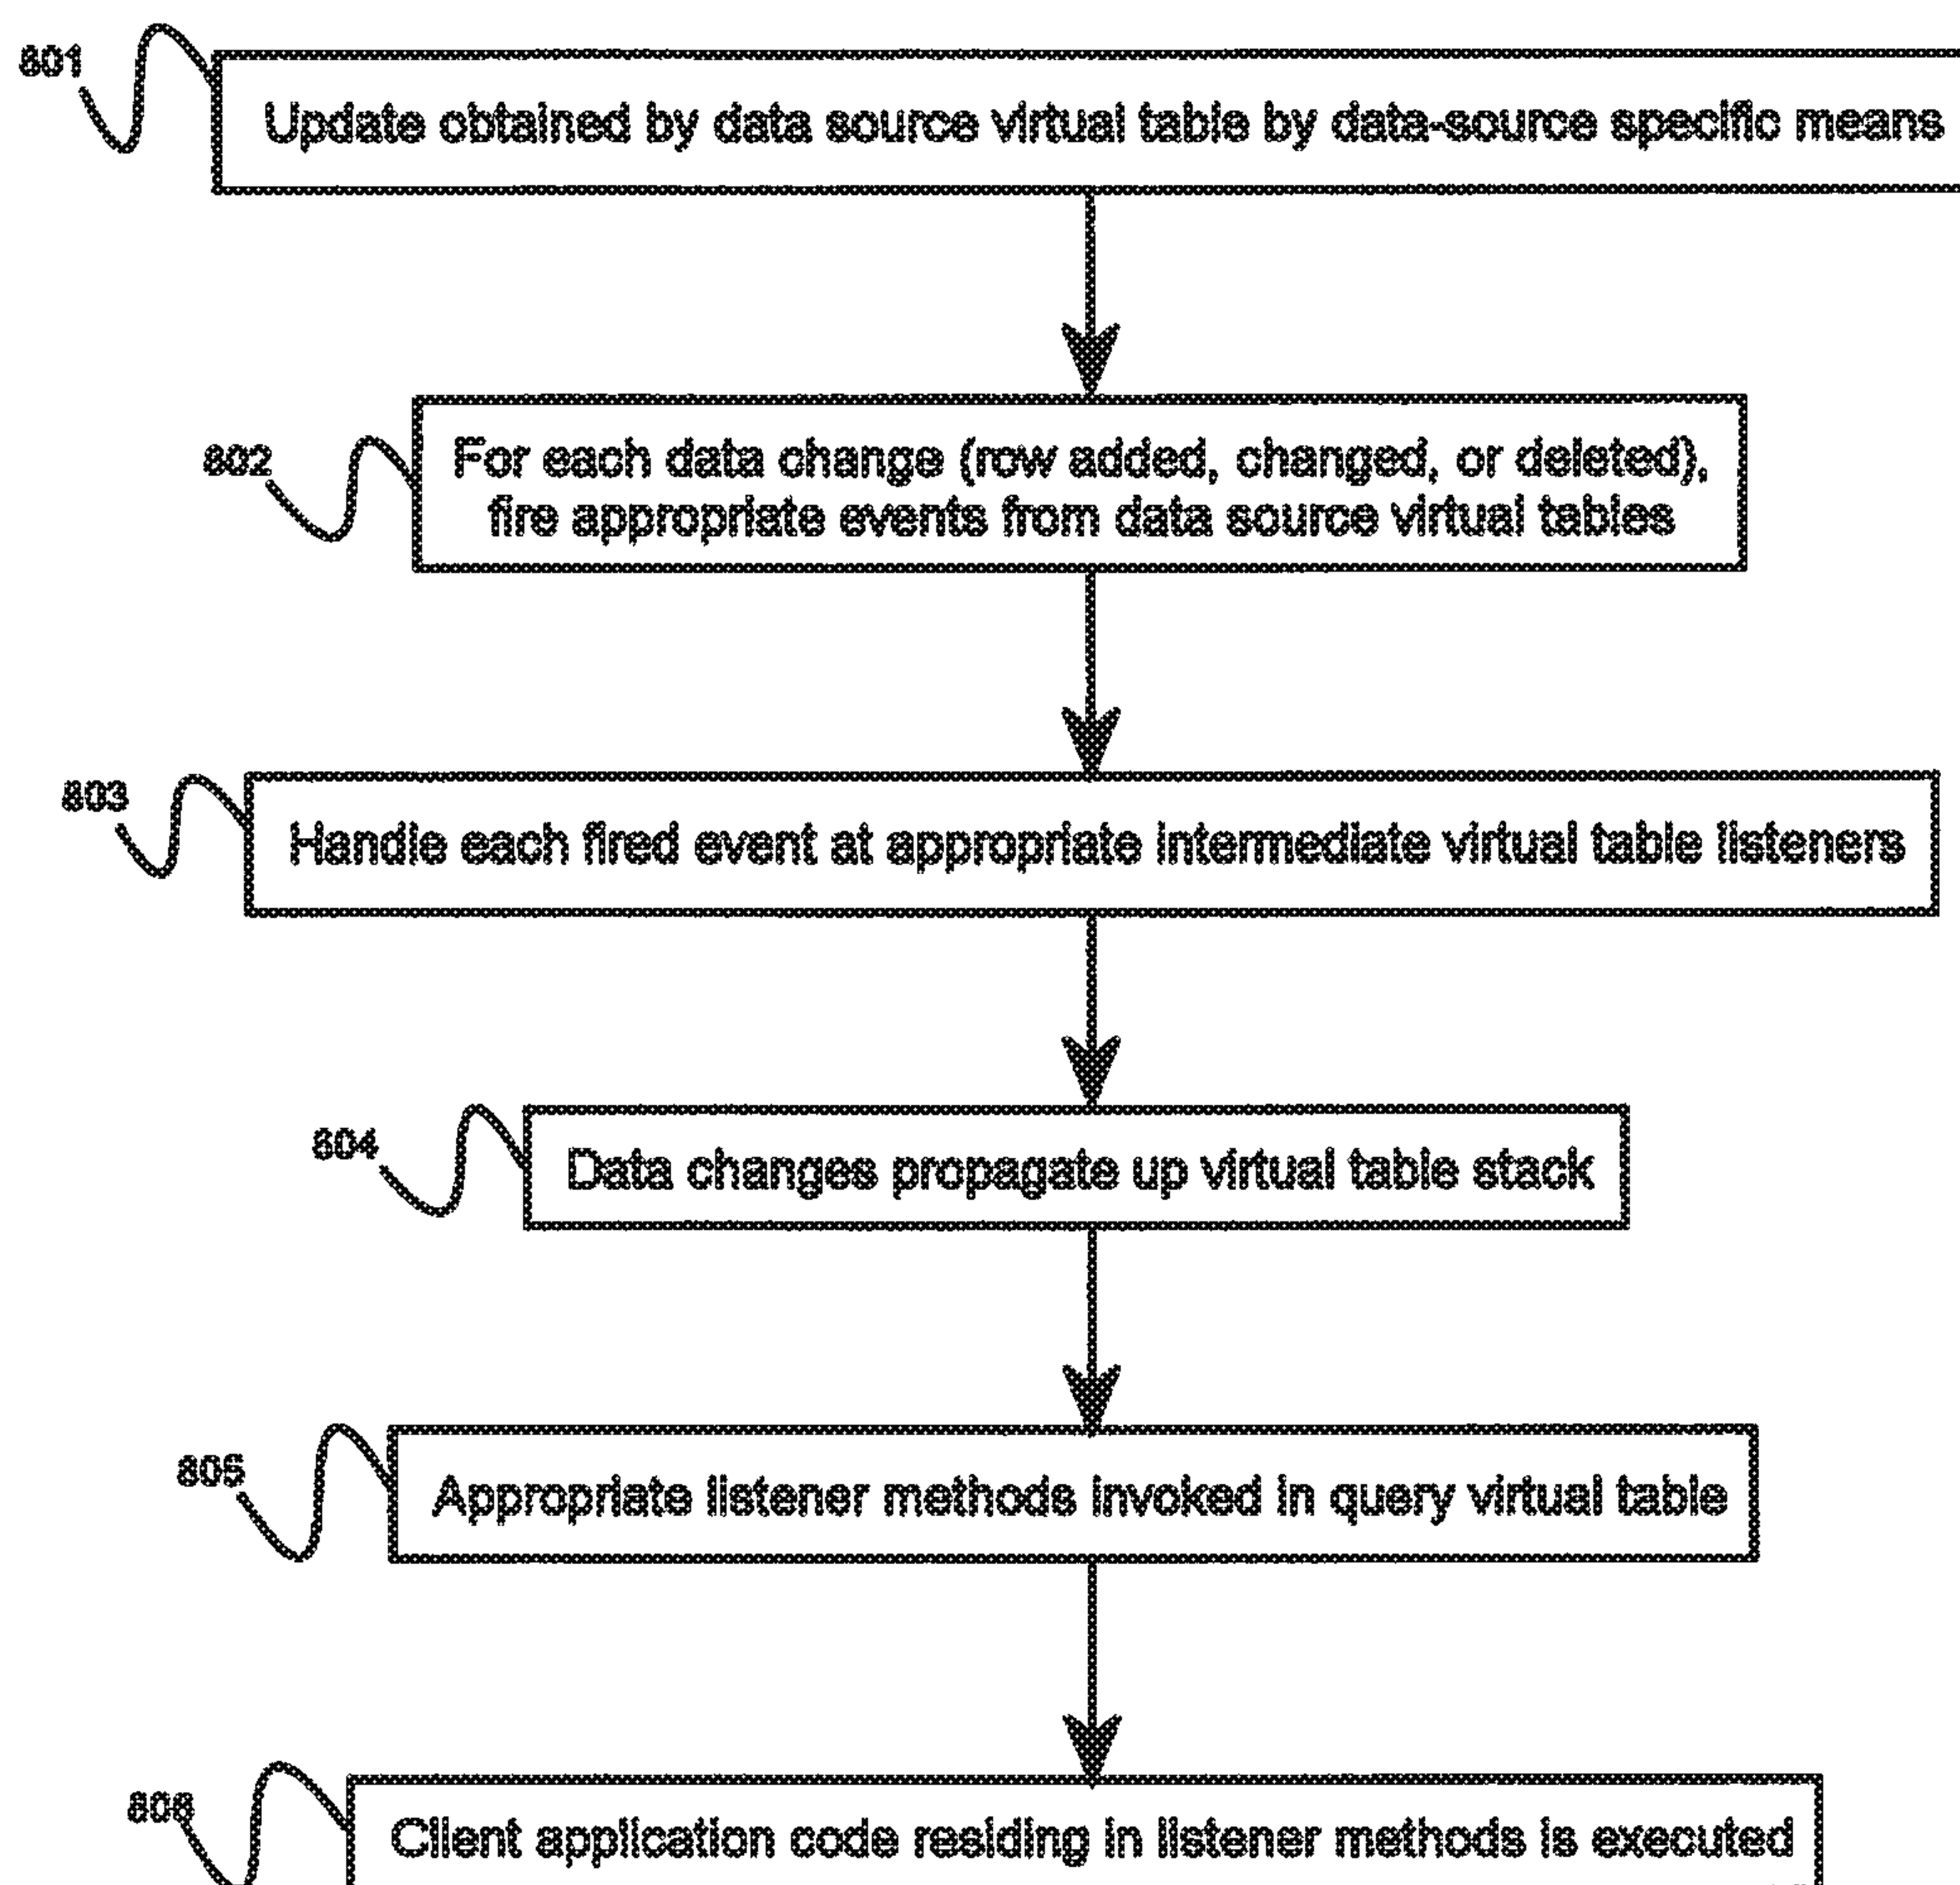 801
Update obtained by data source virtual table by data-source specific means
802
For each data change (row added, changed, or deleted),
fire appropriate events from data source virtual tables
803
Handle each fired event at appropriate intermediate virtual table listeners
804
Data changes propagate up virtual table stack
805
Appropriate listener methods invoked in query virtual table
806
Client application code residing in listener methods is executed